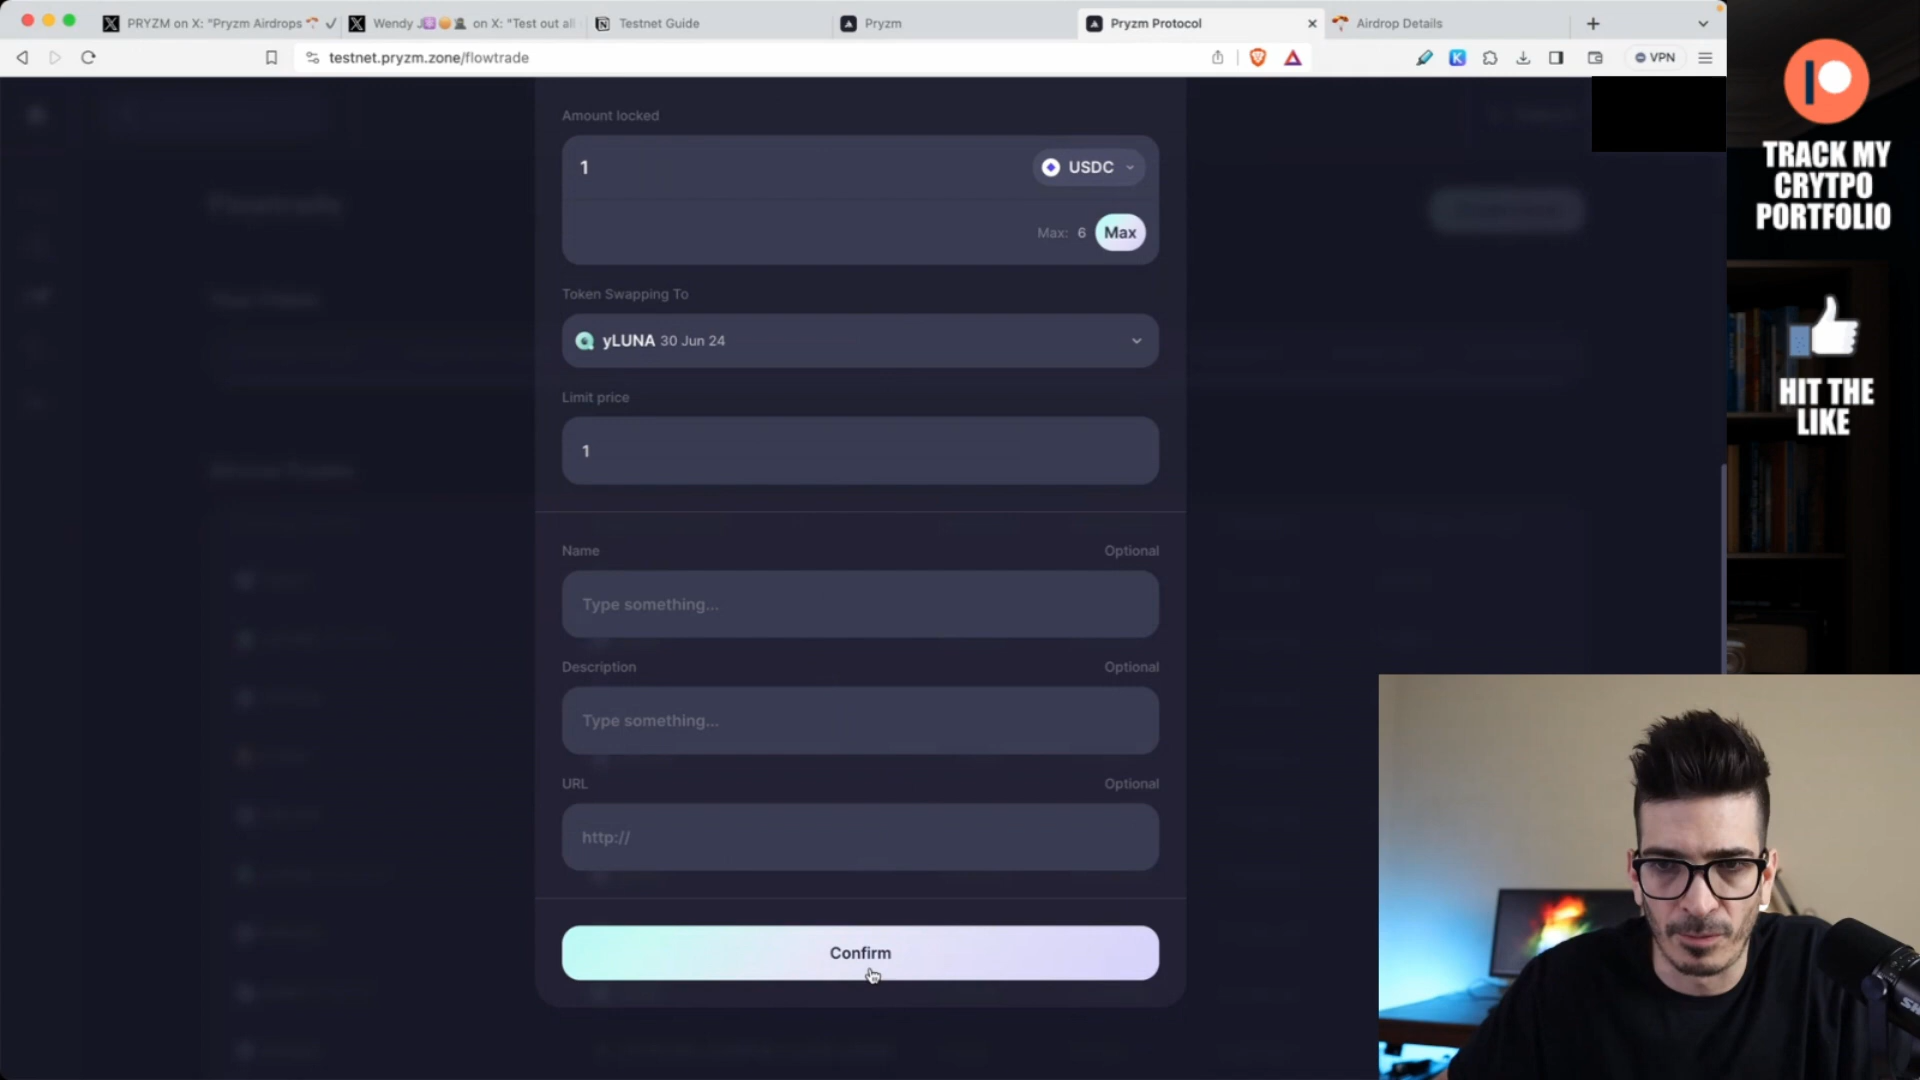 PRYZM on X: "Pryzm Airdrops
Wendy J on X: "Test out all
Testnet Guide
Pryzm
Pryzm Protocol
Airdrop Details
testnet.pryzm.zone/flowtrade
VPN
Amount locked
1
USDC
Max: 6
Max
Token Swapping To
yLUNA 30 Jun 24
Limit price
1
Name
Optional
Type something...
Description
Optional
Type something...
URL
Optional
http://
Confirm
Flowtrade
TRACK MY
CRYTPO
PORTFOLIO
HIT THE
LIKE